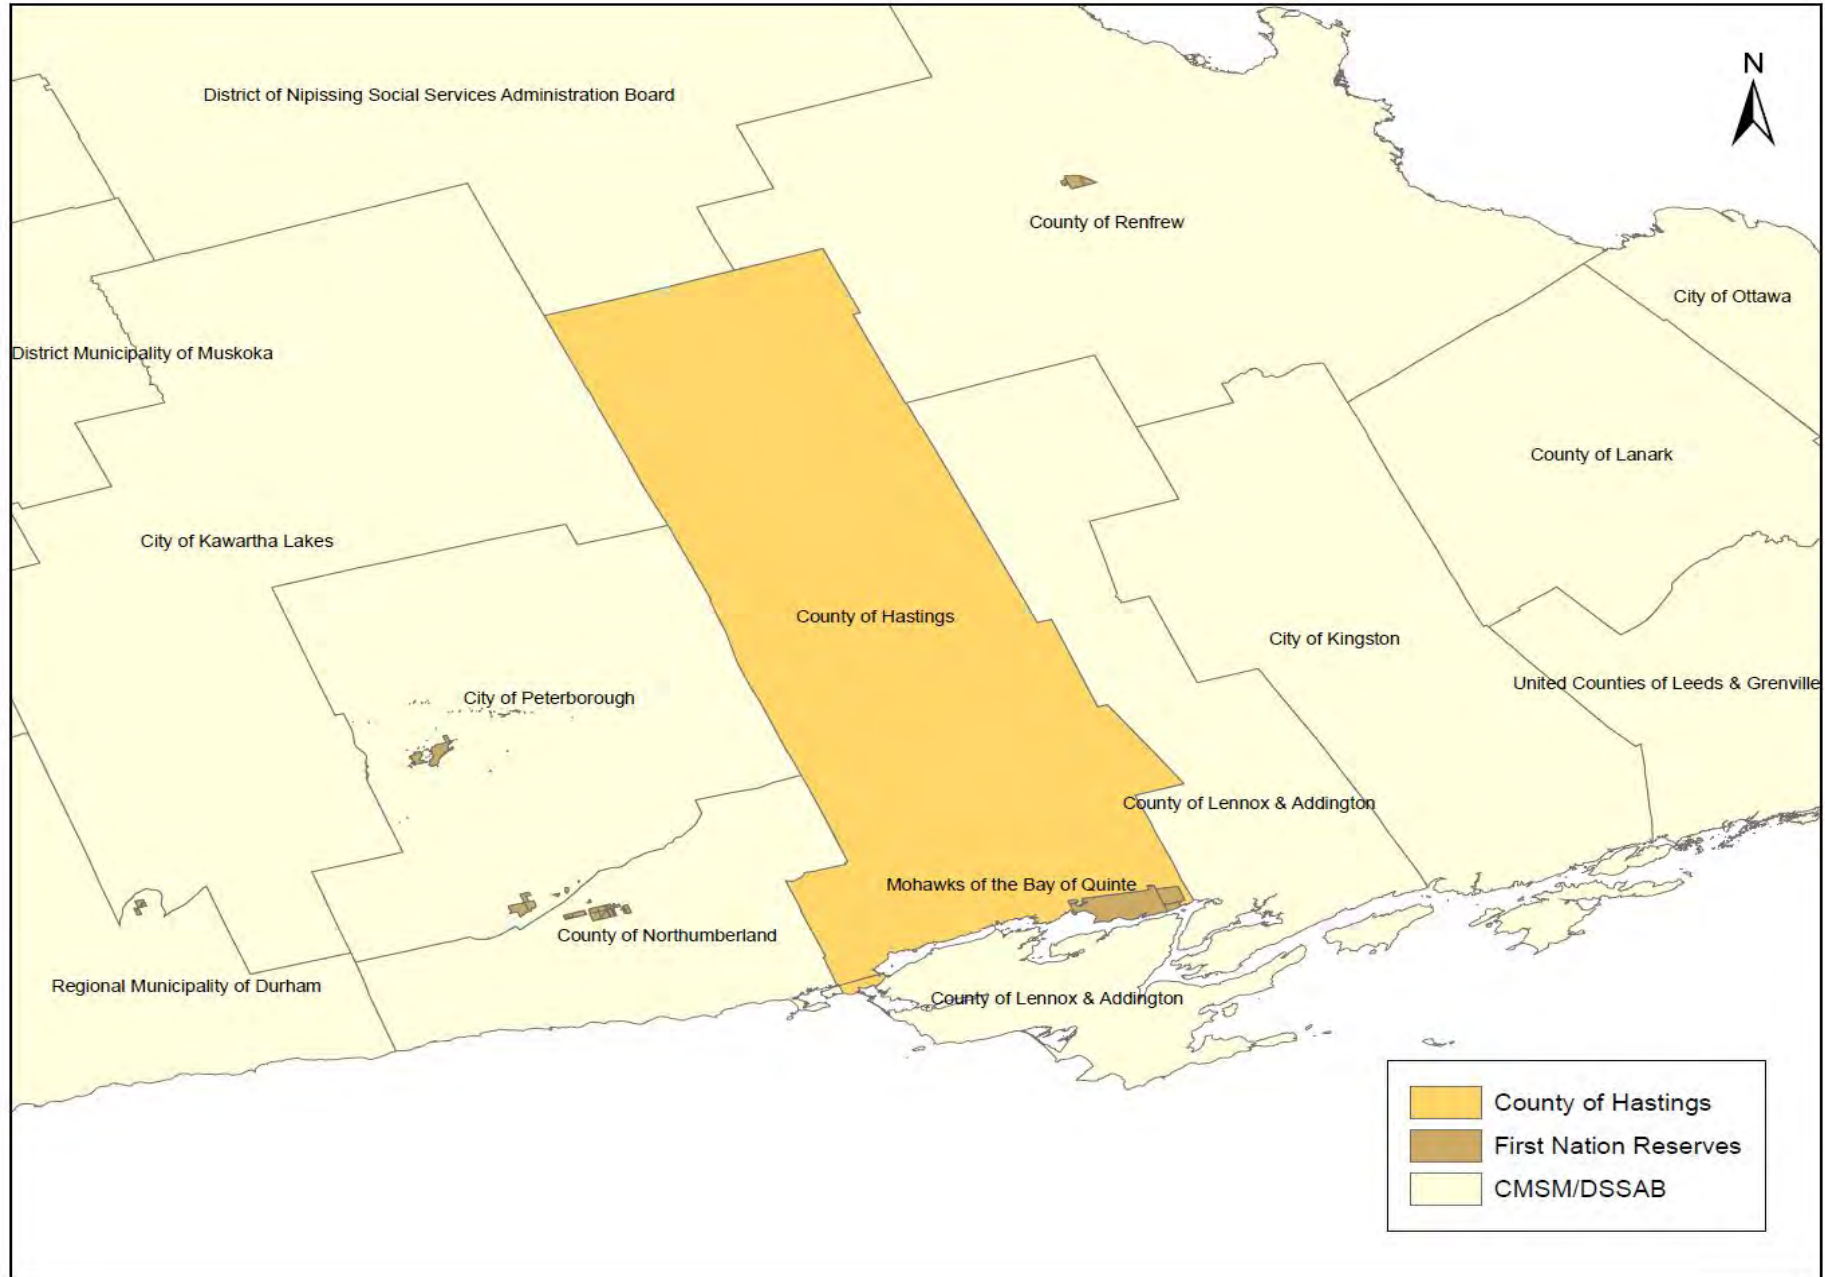 N
District of Nipissing Social Services Administration Board
County of Renfrew
City of Ottawa
District Municipality of Muskoka
County of Lanark
City of Kawartha Lakes
County of Hastings
City of Kingston
United Counties of Leeds & Grenville
City of Peterborough
County of Lennox & Addington
Mohawks of the Bay of Quinte
County of Northumberland
Regional Municipality of Durham
County of Lennox & Addington
County of Hastings
First Nation Reserves
CMSM/DSSAB